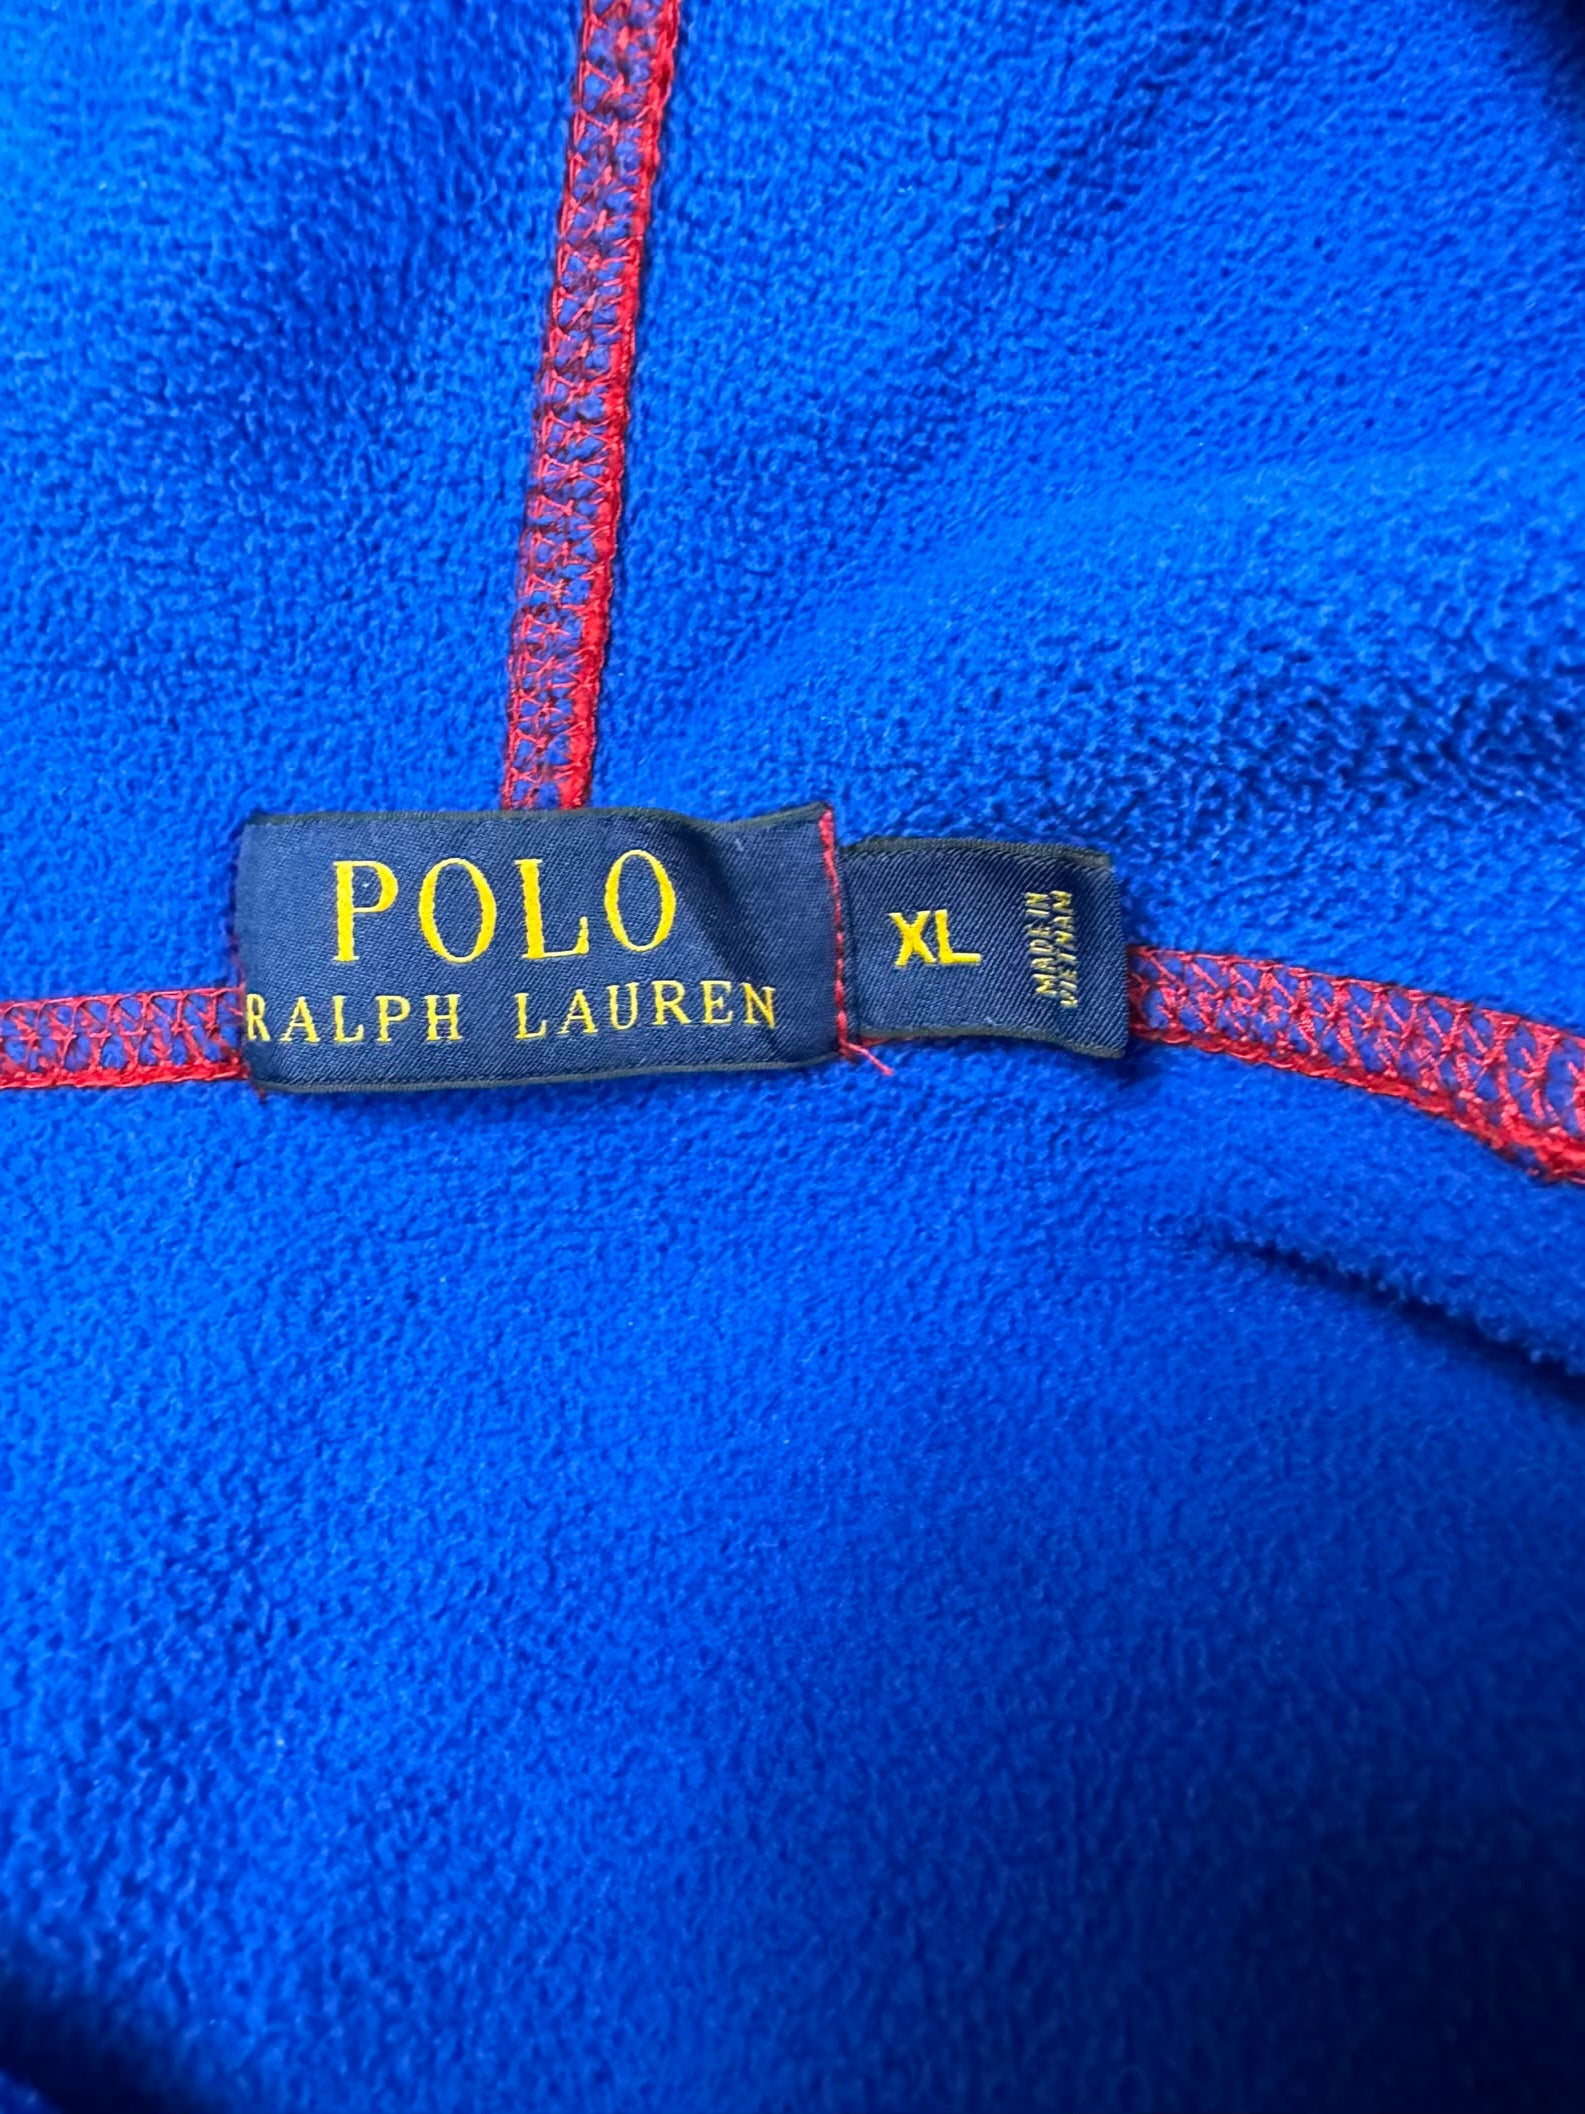 POLO
RALPH LAUREN
XL
MADE IN
VIETNAM